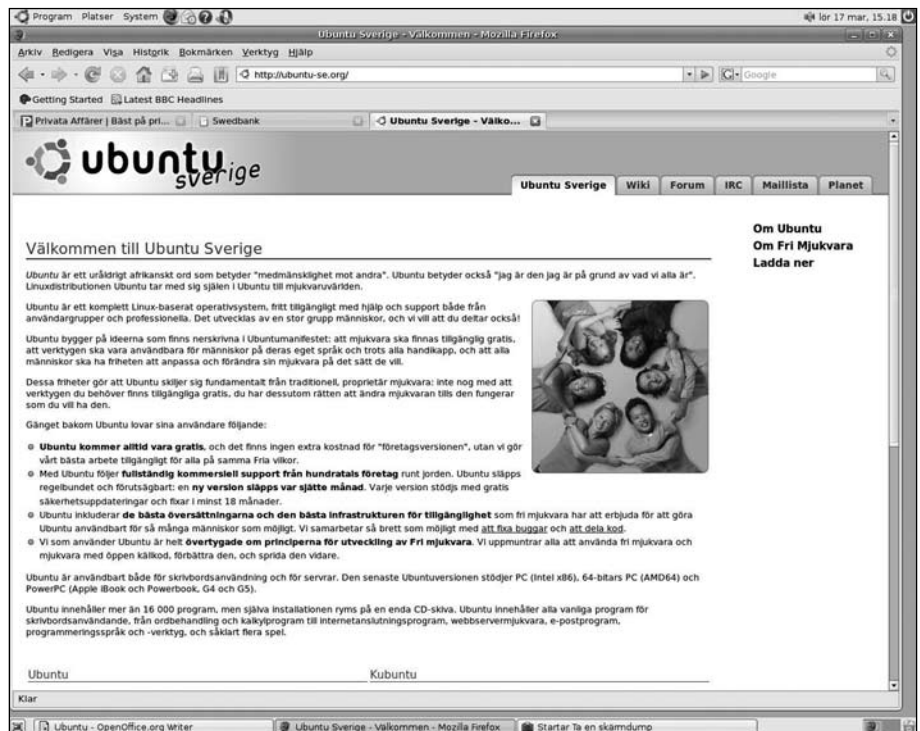 Program Platser System
lör 17 mar, 15.18
Ubuntu Sverige - Välkommen - Mozilla Firefox
Arkiv Redigera Visa Historik Bokmärken Verktyg Hjälp
http://ubuntu-se.org/
Google
Getting Started Latest BBC Headlines
Privata Affärer | Bäst på pri... Swedbank Ubuntu Sverige - Välko...
ubuntu
sverige
Ubuntu Sverige Wiki Forum IRC Maillista Planet
Om Ubuntu
Om Fri Mjukvara
Ladda ner
Välkommen till Ubuntu Sverige
Ubuntu är ett uråldrigt afrikanskt ord som betyder "medmänsklighet mot andra". Ubuntu betyder också "jag är den jag är på grund av vad vi alla är".
Linuxdistributionen Ubuntu tar med sig själen i Ubuntu till mjukvaruvärlden.
Ubuntu är ett komplett Linux-baserat operativsystem, fritt tillgängligt med hjälp och support både från
användargrupper och professionella. Det utvecklas av en stor grupp människor, och vi vill att du deltar också!
Ubuntu bygger på ideerna som finns nerskrivna i Ubuntumanifestet: att mjukvara ska finnas tillgänglig gratis,
att verktygen ska vara användbara för människor på deras eget språk och trots alla handikapp, och att alla
människor ska ha friheten att anpassa och förändra sin mjukvara på det sätt de vill.
Dessa friheter gör att Ubuntu skiljer sig fundamentalt från traditionell, proprietär mjukvara: inte nog med att
verktygen du behöver finns tillgängliga gratis, du har dessutom rätten att ändra mjukvaran tills den fungerar
som du vill ha den.
Gänget bakom Ubuntu lovar sina användare följande:
Ubuntu kommer alltid vara gratis, och det finns ingen extra kostnad för "företagsversionen", utan vi gör
vårt bästa arbete tillgängligt för alla på samma Fria vilkor.
Med Ubuntu följer fullständig kommersiell support från hundratals företag runt jorden. Ubuntu släpps
regelbundet och förutsägbart: en ny version släpps var sjätte månad. Varje version stödjs med gratis
säkerhetsuppdateringar och fixar i minst 18 månader.
Ubuntu inkluderar de bästa översättningarna och den bästa infrastrukturen för tillgänglighet som fri mjukvara har att erbjuda för att göra
Ubuntu användbart för så många människor som möjligt. Vi samarbetar så brett som möjligt med att fixa buggar och att dela kod.
Vi som använder Ubuntu är helt övertygade om principerna för utveckling av Fri mjukvara. Vi uppmuntrar alla att använda fri mjukvara och
mjukvara med öppen källkod, förbättra den, och sprida den vidare.
Ubuntu är användbart både för skrivbordsanvändning och för servrar. Den senaste Ubuntuversionen stödjer PC (Intel x86), 64-bitars PC (AMD64) och
PowerPC (Apple iBook och Powerbook, G4 och G5).
Ubuntu innehåller mer än 16 000 program, men själva installationen ryms på en enda CD-skiva. Ubuntu innehåller alla vanliga program för
skrivbordsanvändande, från ordbehandling och kalkylprogram till internetanslutningsprogram, webbservermjukvara, e-postprogram,
programmeringsspråk och -verktyg, och såklart flera spel.
Ubuntu Kubuntu
Klar
Ubuntu - OpenOffice.org Writer Ubuntu Sverige - Välkommen - Mozilla Firefox Startar Ta en skärmdump